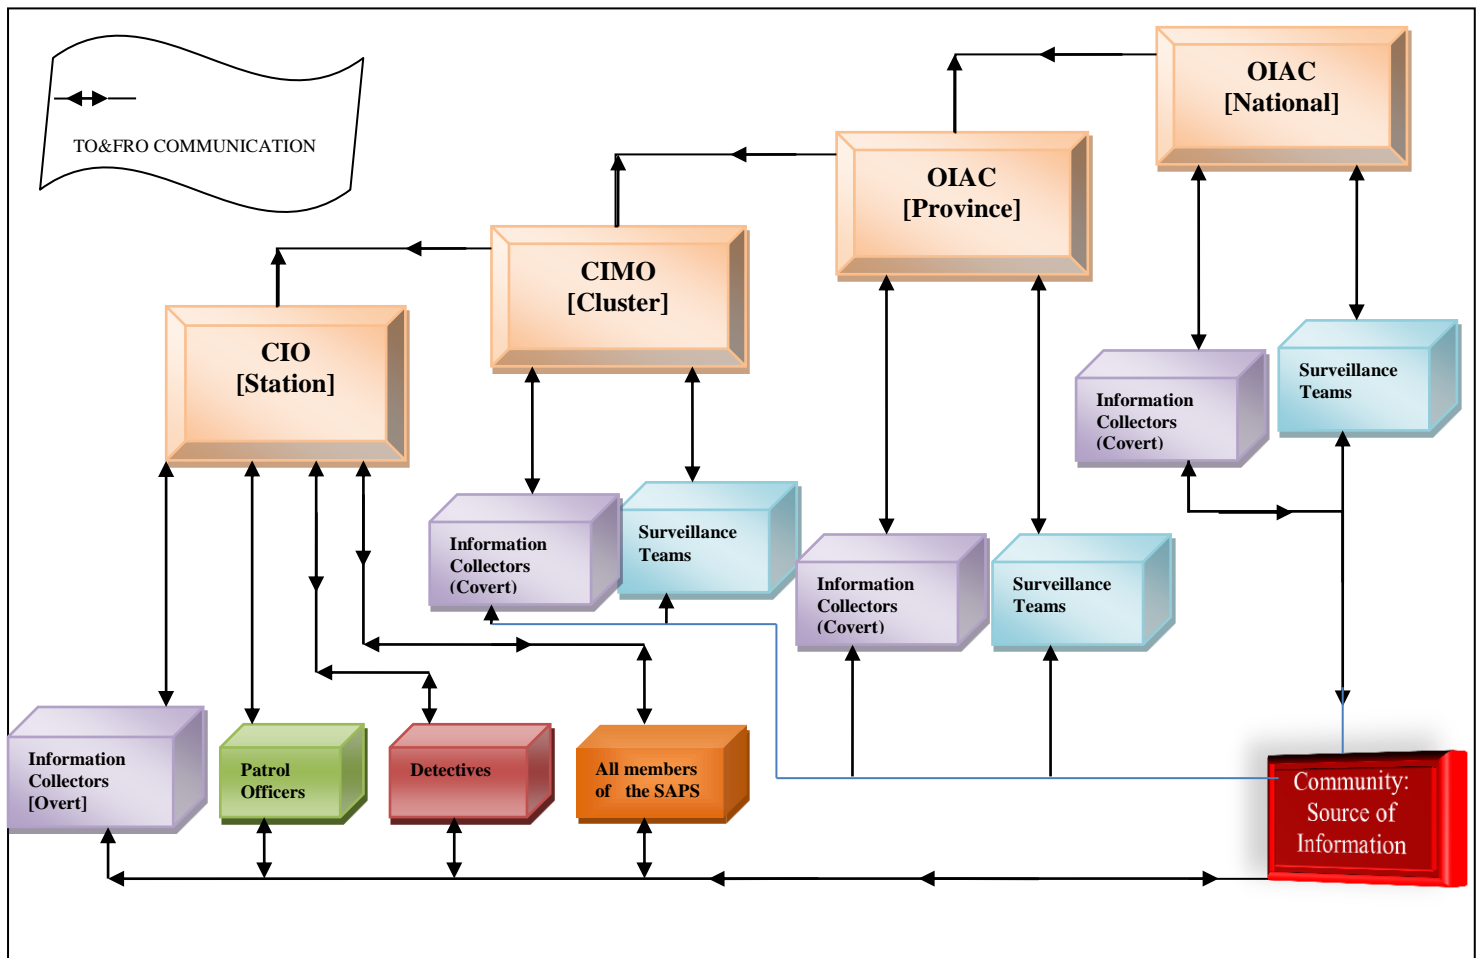 TO&FRO COMMUNICATION
OIAC
[National]
OIAC
[Province]
CIMO
[Cluster]
CIO
[Station]
Surveillance
Teams
Information
Collectors
(Covert)
Information
Collectors
(Covert)
Surveillance
Teams
Information
Collectors
(Covert)
Surveillance
Teams
Information
Collectors
[Overt]
Patrol
Officers
Detectives
All members
of the SAPS
Community:
Source of
Information